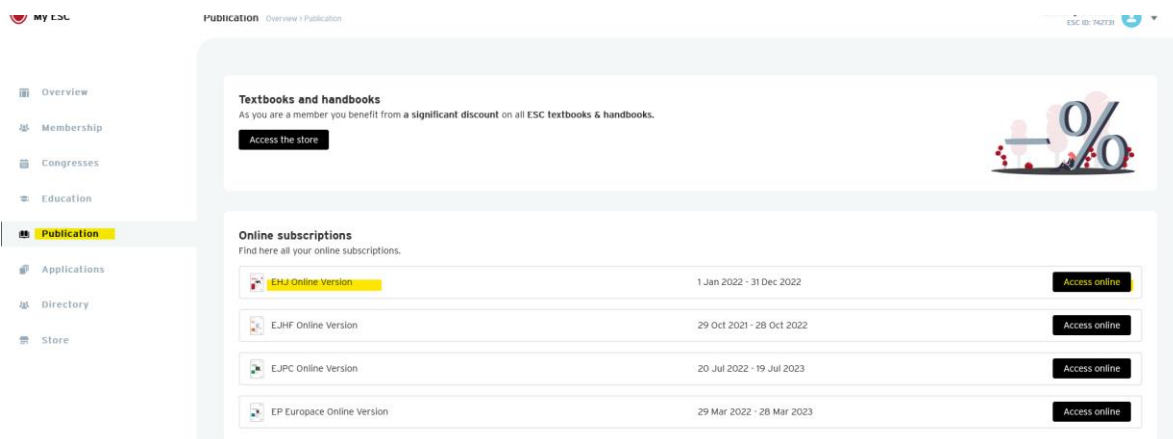 My ESC
Publication Overview > Publication
ESC ID: 742731
Overview
Membership
Congresses
Education
Publication
Applications
Directory
Store
Textbooks and handbooks
As you are a member you benefit from a significant discount on all ESC textbooks & handbooks.
Access the store
-%
Online subscriptions
Find here all your online subscriptions.
EHJ Online Version 1 Jan 2022 - 31 Dec 2022 Access online
EJHF Online Version 29 Oct 2021 - 28 Oct 2022 Access online
EJPC Online Version 20 Jul 2022 - 19 Jul 2023 Access online
EP Europace Online Version 29 Mar 2022 - 28 Mar 2023 Access online